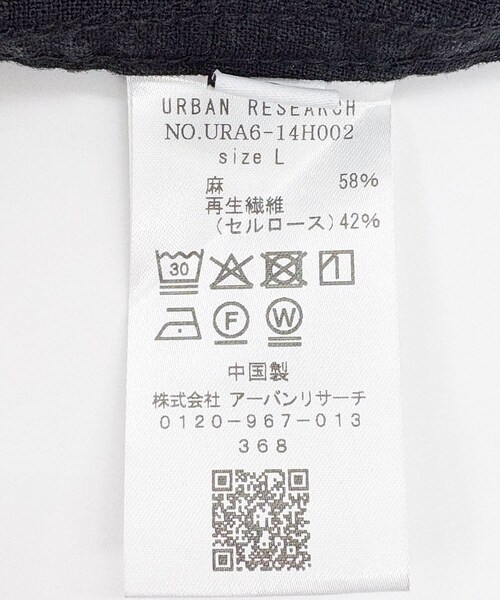 URBAN RESEARCH
NO.URA6-14H002
size L
麻 58%
再生繊維
(セルロース) 42%
30
F W
中国製
株式会社 アーバンリサーチ
0120-967-013
368